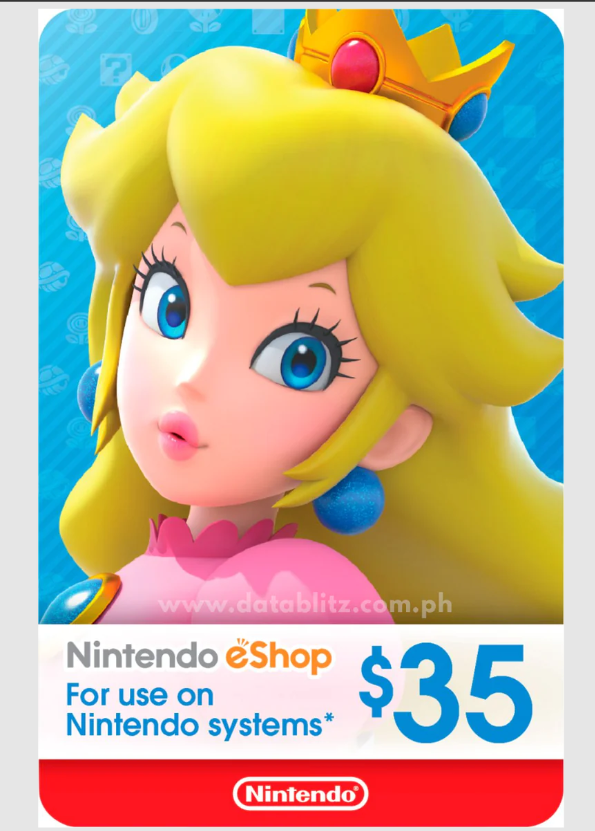 www.datablitz.com.ph
Nintendo eShop
For use on
Nintendo systems*
$35
Nintendo®